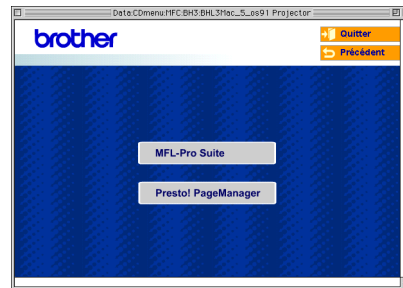 Data:CDmenu:MFC:BH3:BHL3Mac_5_os91 Projector
brother
Quitter
Précédent
MFL-Pro Suite
Presto! PageManager